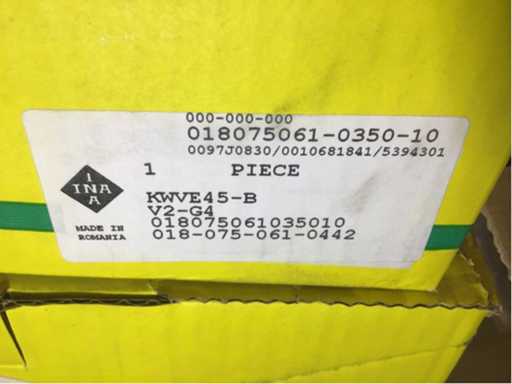 000-000-000
018075061-0350-10
0097J0830/0010681841/5394301
1 PIECE
I
INA
A
KWVE45-B
V2-G4
018075061035010
018-075-061-0442
MADE IN
ROMANIA